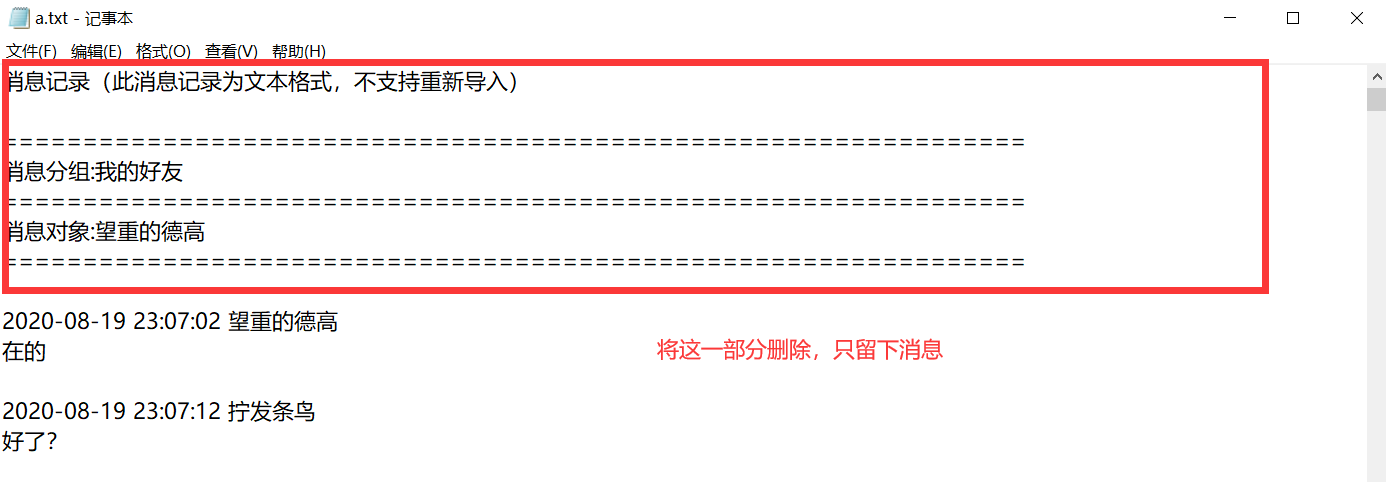 a.txt - 记事本
文件(F) 编辑(E) 格式(O) 查看(V) 帮助(H)
消息记录（此消息记录为文本格式，不支持重新导入）
================================================================
消息分组:我的好友
================================================================
消息对象:望重的德高
================================================================
2020-08-19 23:07:02 望重的德高
在的
将这一部分删除，只留下消息
2020-08-19 23:07:12 拧发条鸟
好了?